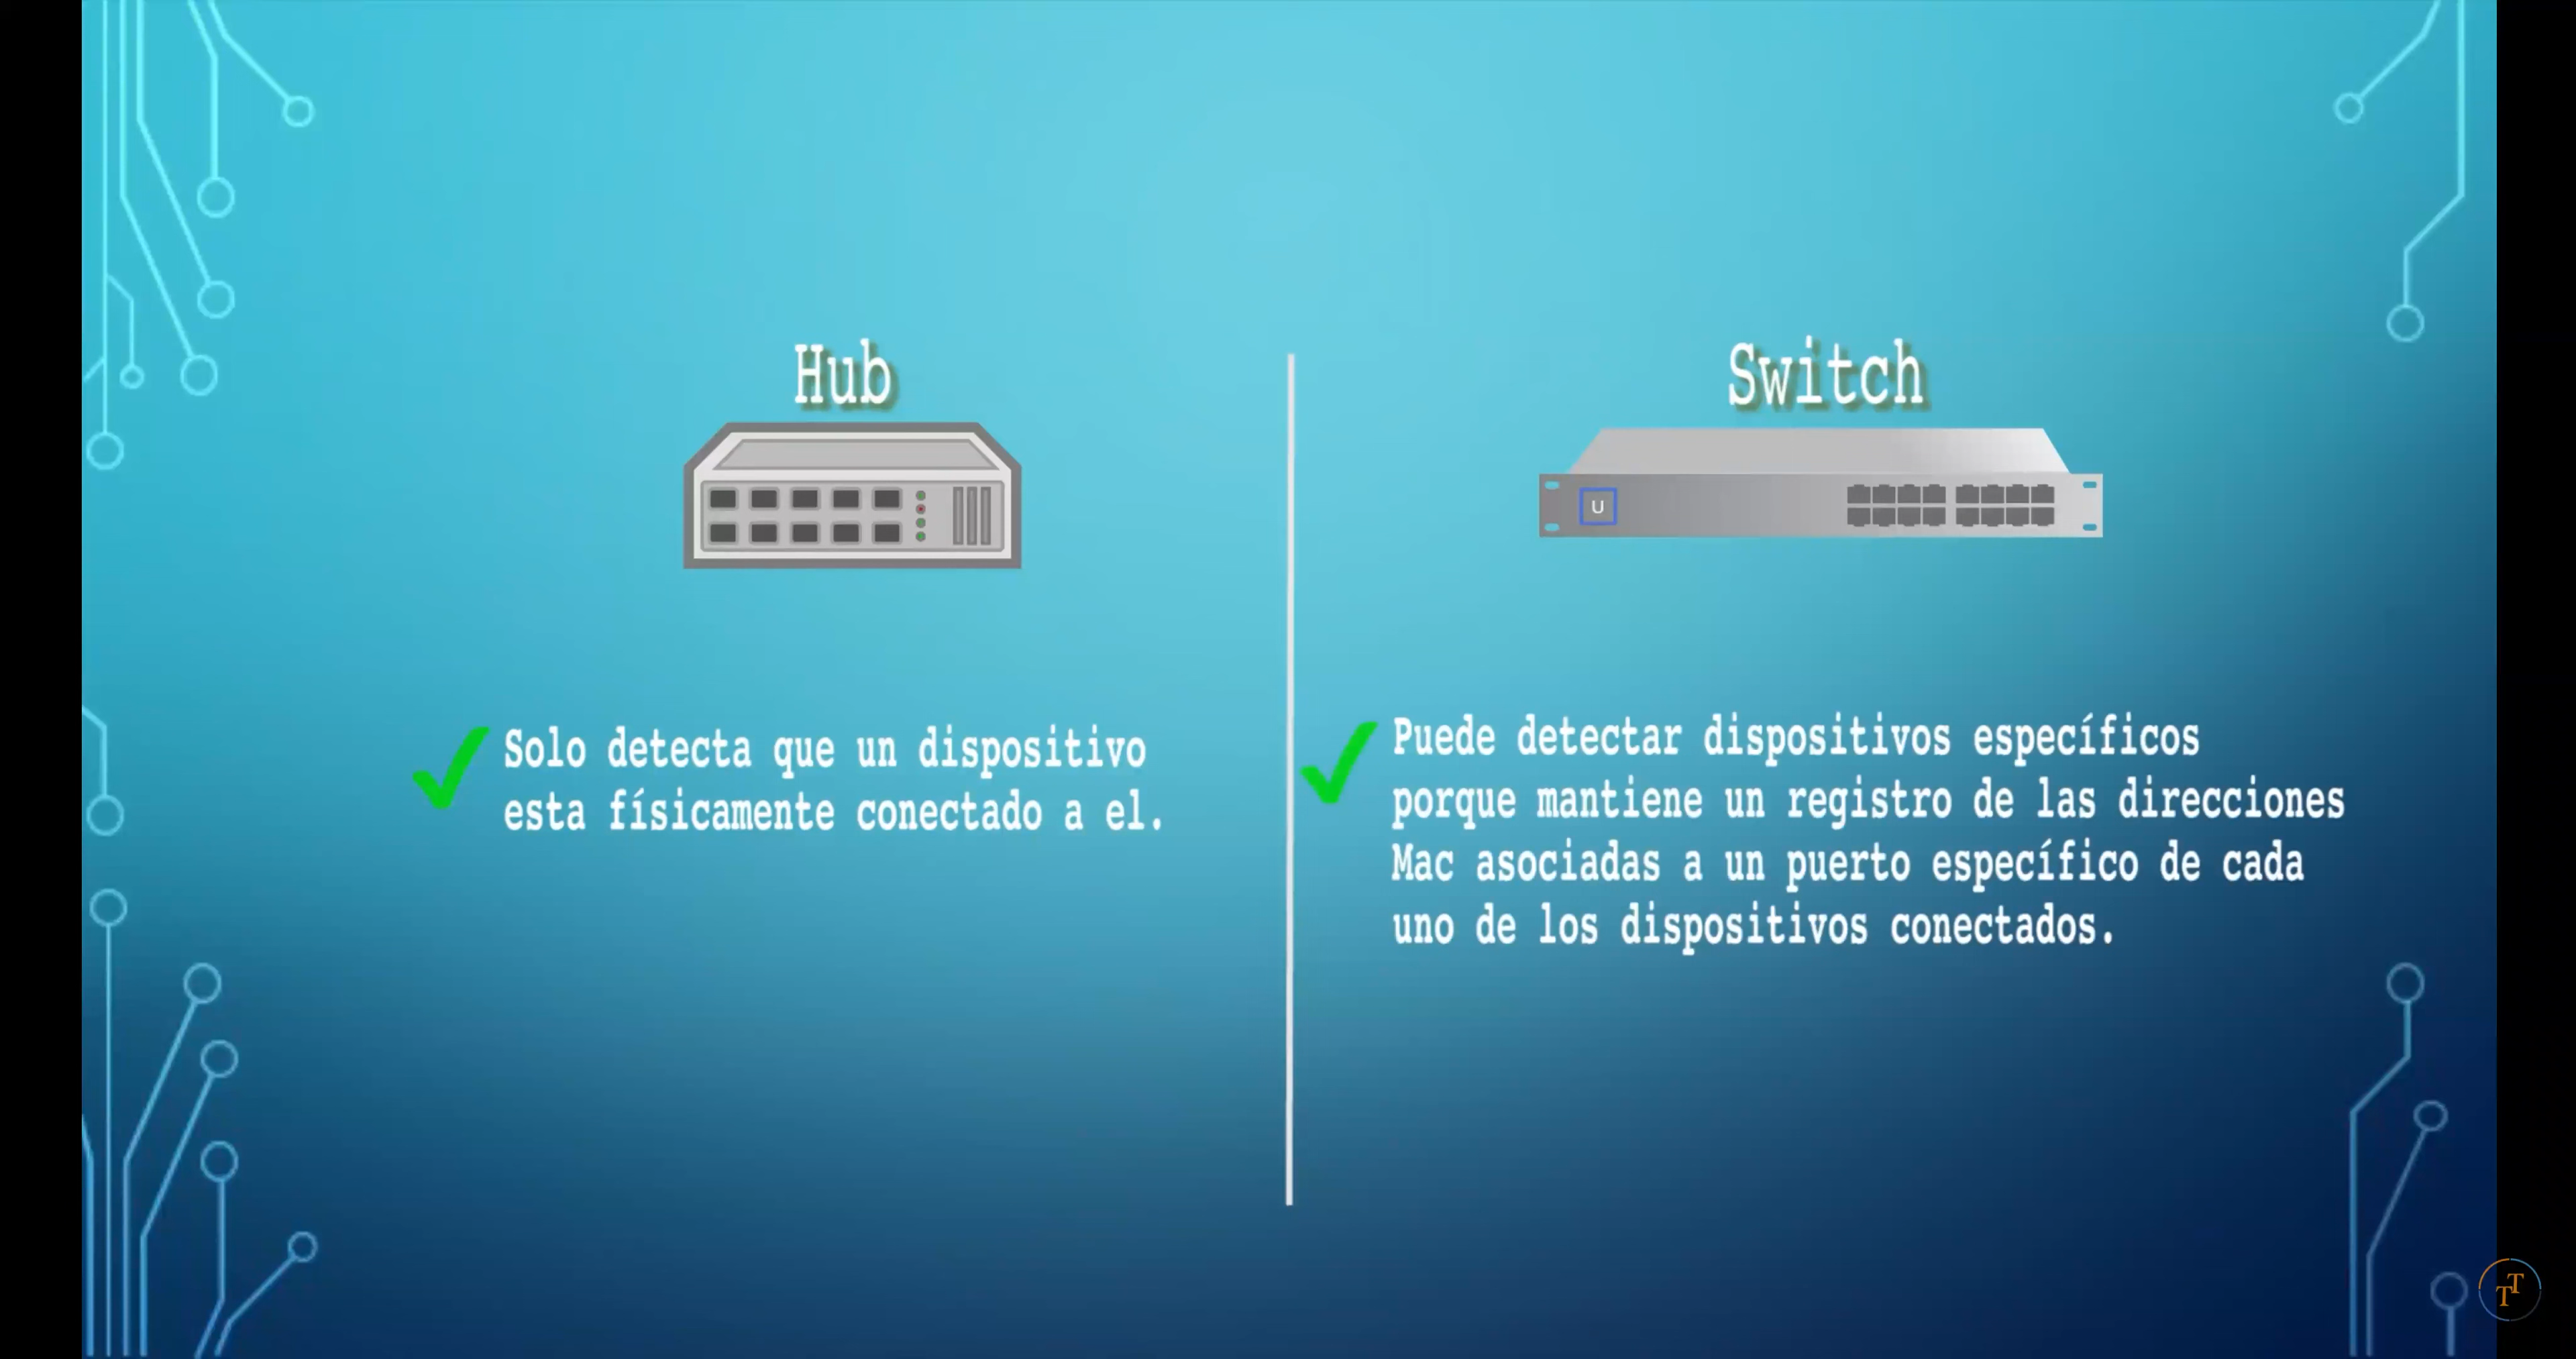 Hub
Solo detecta que un dispositivo
esta físicamente conectado a el.
Switch
U
Puede detectar dispositivos específicos
porque mantiene un registro de las direcciones
Mac asociadas a un puerto específico de cada
uno de los dispositivos conectados.
TT